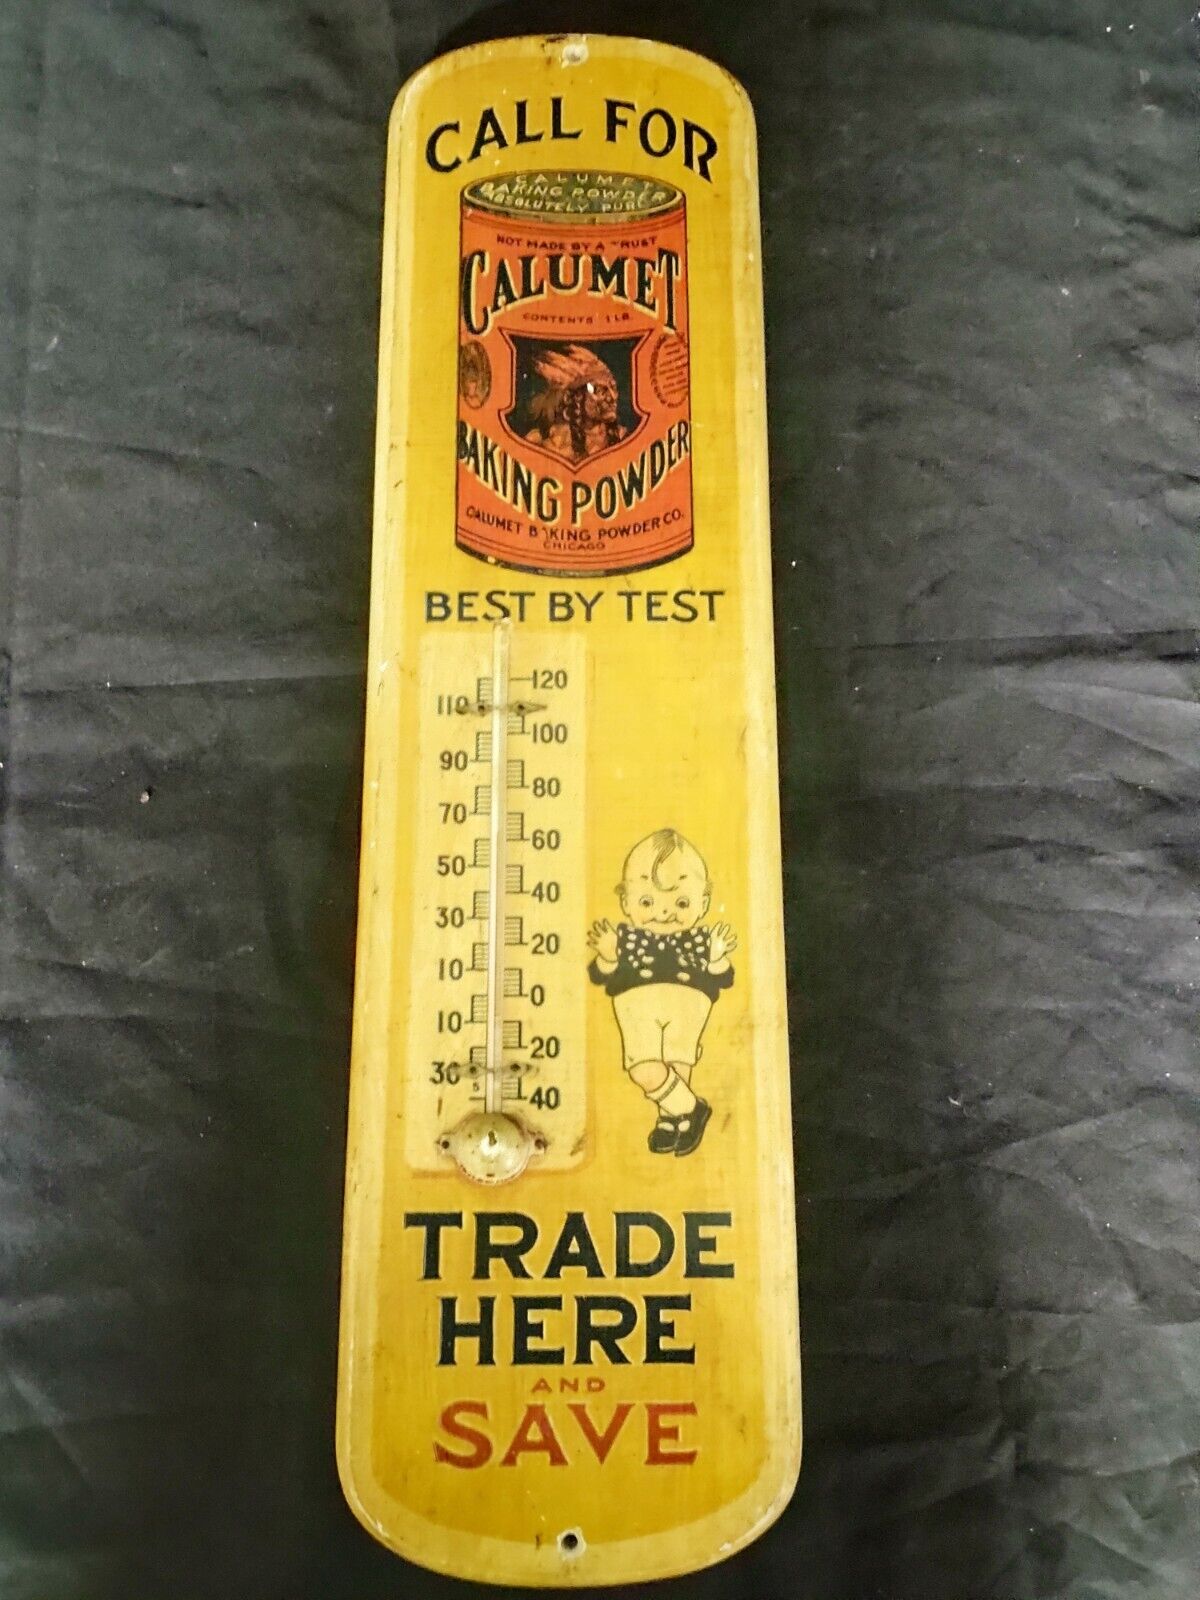 CALL FOR
CALUMET
BAKING POWDER
ABSOLUTELY PURE
NOT MADE BY A TRUST
CALUMET
CONTENTS 1 LB.
BAKING POWDER
CALUMET BAKING POWDER CO.
CHICAGO
BEST BY TEST
120
110
100
90
80
70
60
50
40
30
20
10
0
10
20
30
5
40
TRADE
HERE
AND
SAVE